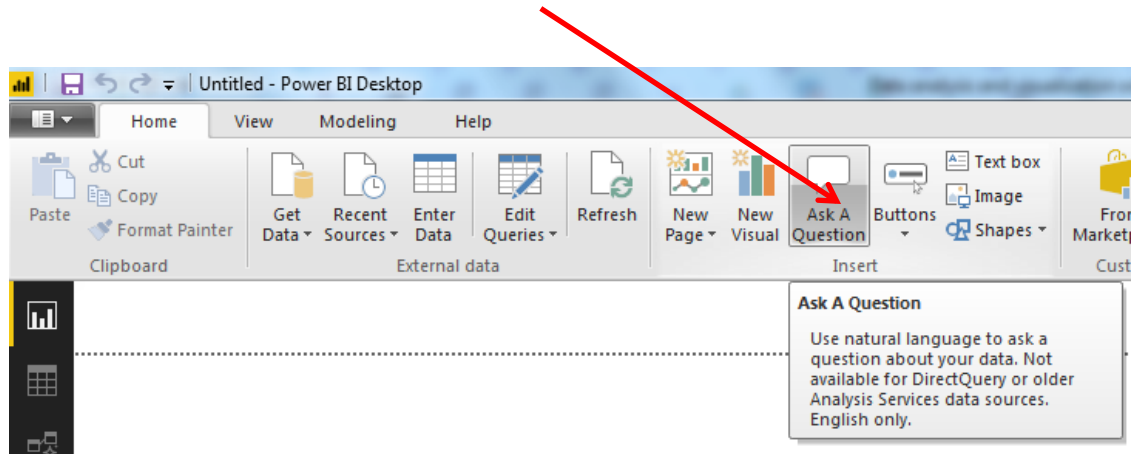 Untitled - Power BI Desktop
Home View Modeling Help
Paste
Cut
Copy
Format Painter
Clipboard
Get Data
Recent Sources
Enter Data
Edit Queries
Refresh
External data
New Page
New Visual
Ask A Question
Buttons
Text box
Image
Shapes
Insert
Ask A Question
Use natural language to ask a
question about your data. Not
available for DirectQuery or older
Analysis Services data sources.
English only.